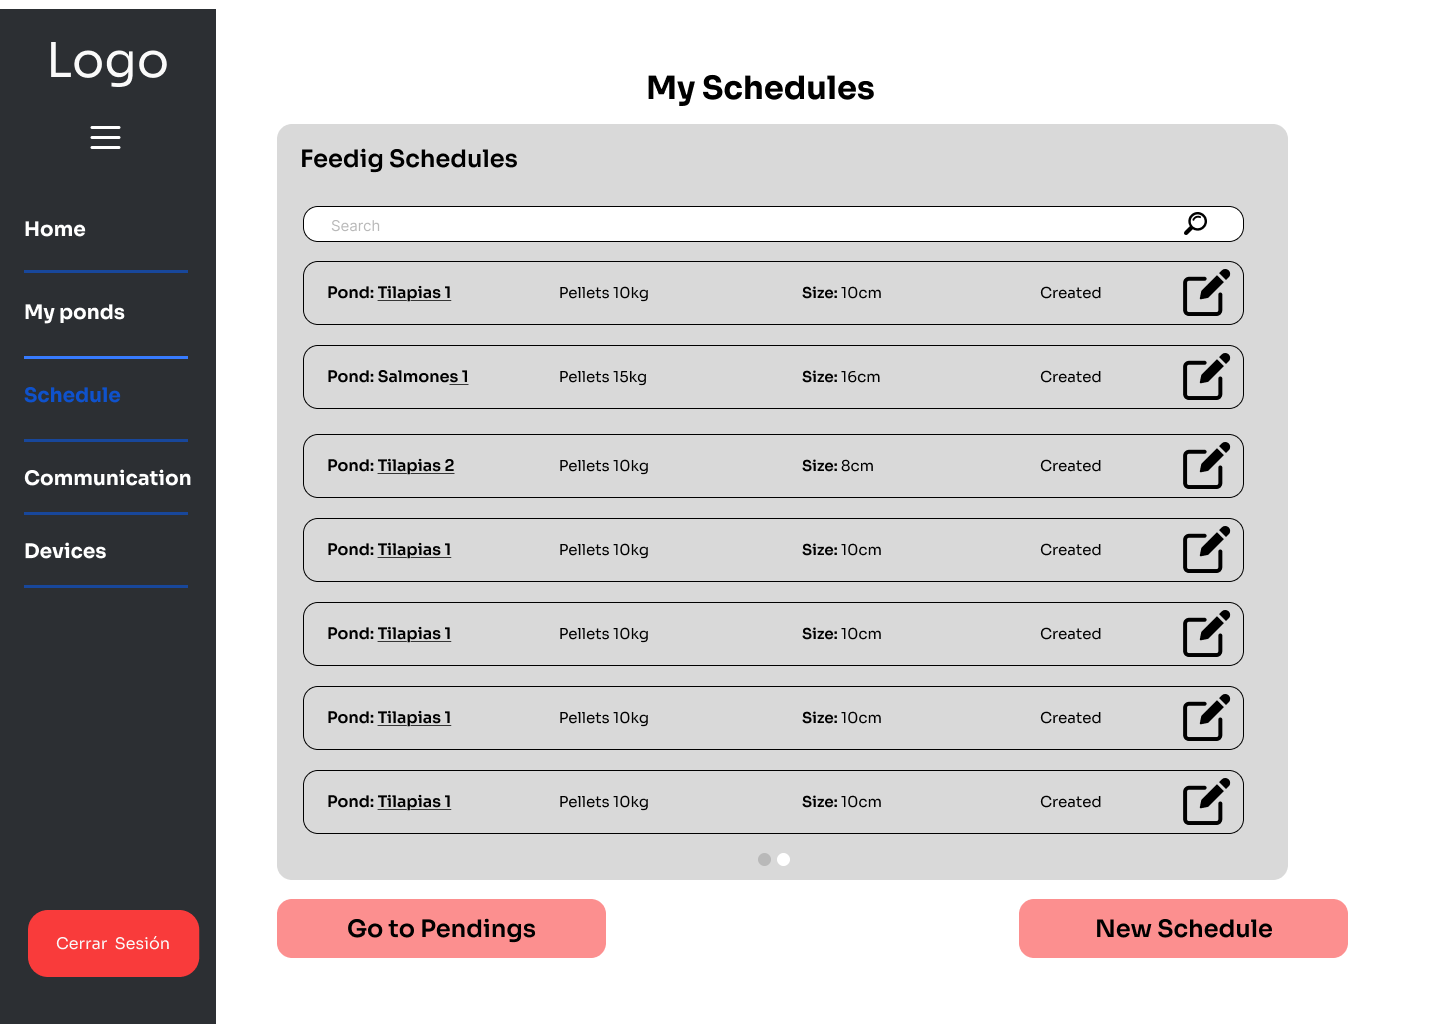 Logo
Home
My ponds
Schedule
Communication
Devices
Cerrar Sesión
My Schedules
Feedig Schedules
Search
Pond: Tilapias 1 Pellets 10kg Size: 10cm Created
Pond: Salmones 1 Pellets 15kg Size: 16cm Created
Pond: Tilapias 2 Pellets 10kg Size: 8cm Created
Pond: Tilapias 1 Pellets 10kg Size: 10cm Created
Pond: Tilapias 1 Pellets 10kg Size: 10cm Created
Pond: Tilapias 1 Pellets 10kg Size: 10cm Created
Pond: Tilapias 1 Pellets 10kg Size: 10cm Created
Go to Pendings
New Schedule